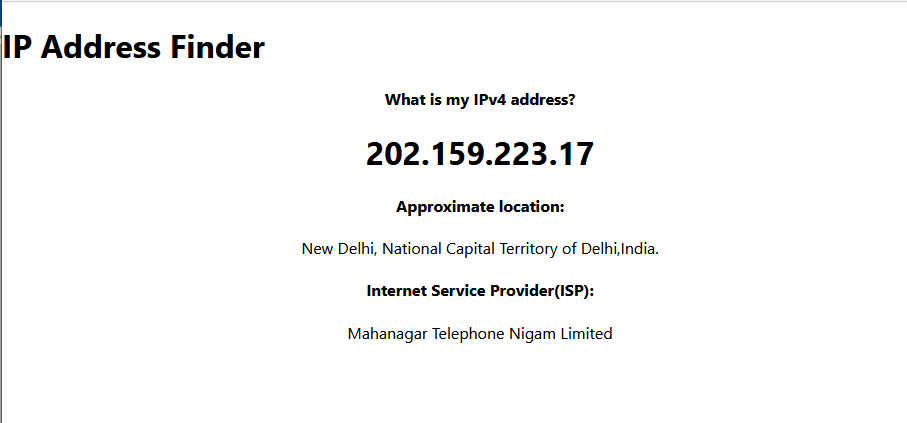 IP Address Finder
What is my IPv4 address?
202.159.223.17
Approximate location:
New Delhi, National Capital Territory of Delhi,India.
Internet Service Provider(ISP):
Mahanagar Telephone Nigam Limited